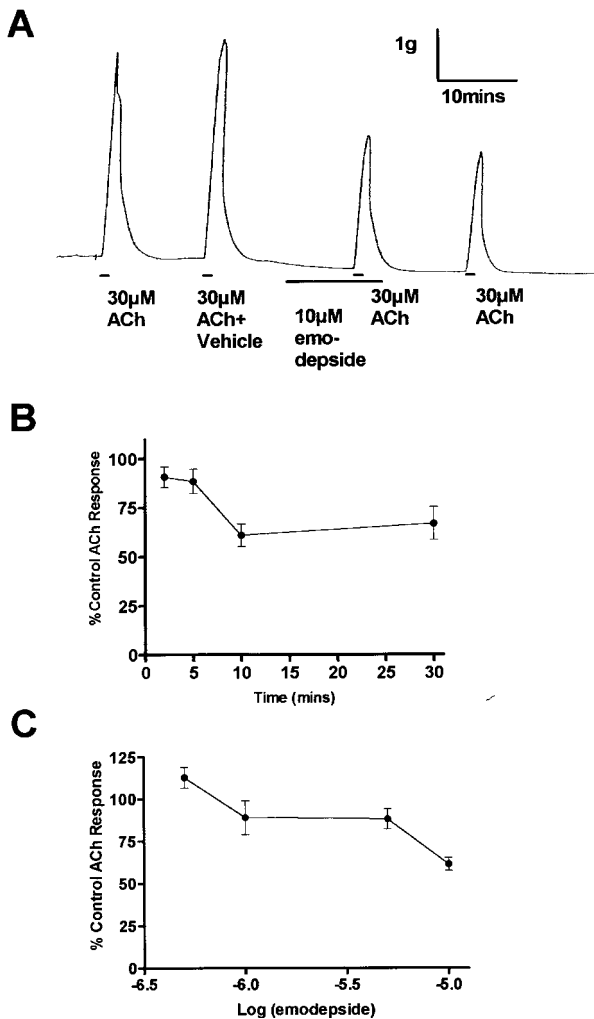 A
1g
10mins
30µM
ACh
30µM
ACh+
Vehicle
10µM
emo-
depside
30µM
ACh
30µM
ACh
B
% Control ACh Response
100
75
50
25
0
0 5 10 15 20 25 30
Time (mins)
C
% Control ACh Response
125
100
75
50
25
0
-6.5 -6.0 -5.5 -5.0
Log (emodepside)